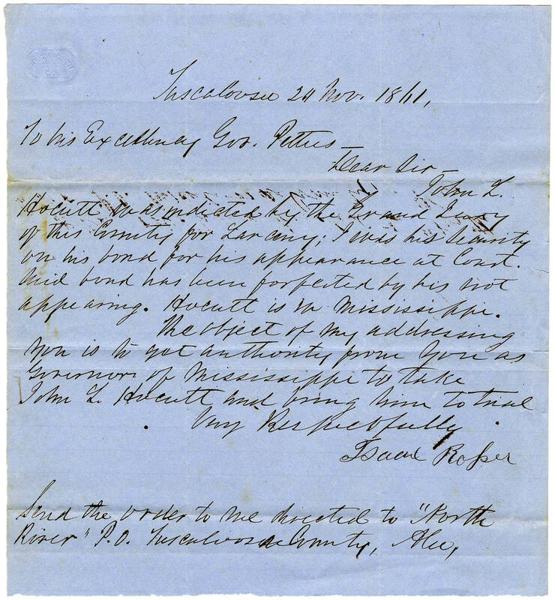 Tuscaloosa 24 Nov. 1861,
To his Excellency Gov. Pettus
Dear Sir
John L.
Hocutt was indicted by the Grand Jury
of this County for Larceny; I was his security
on his bond for his appearance at Court.
Said bond has been forfected by his not
appearing. Hocutt is in Mississippi.
The object of my addressing
you is to get authority from you as
Governor of Mississippi to take
John L. Hocutt and bring him to trial
Very Respectfully
Isaac Roper
Send the order to me directed to "North
River" P.O. Tuscaloosa County, Ala,